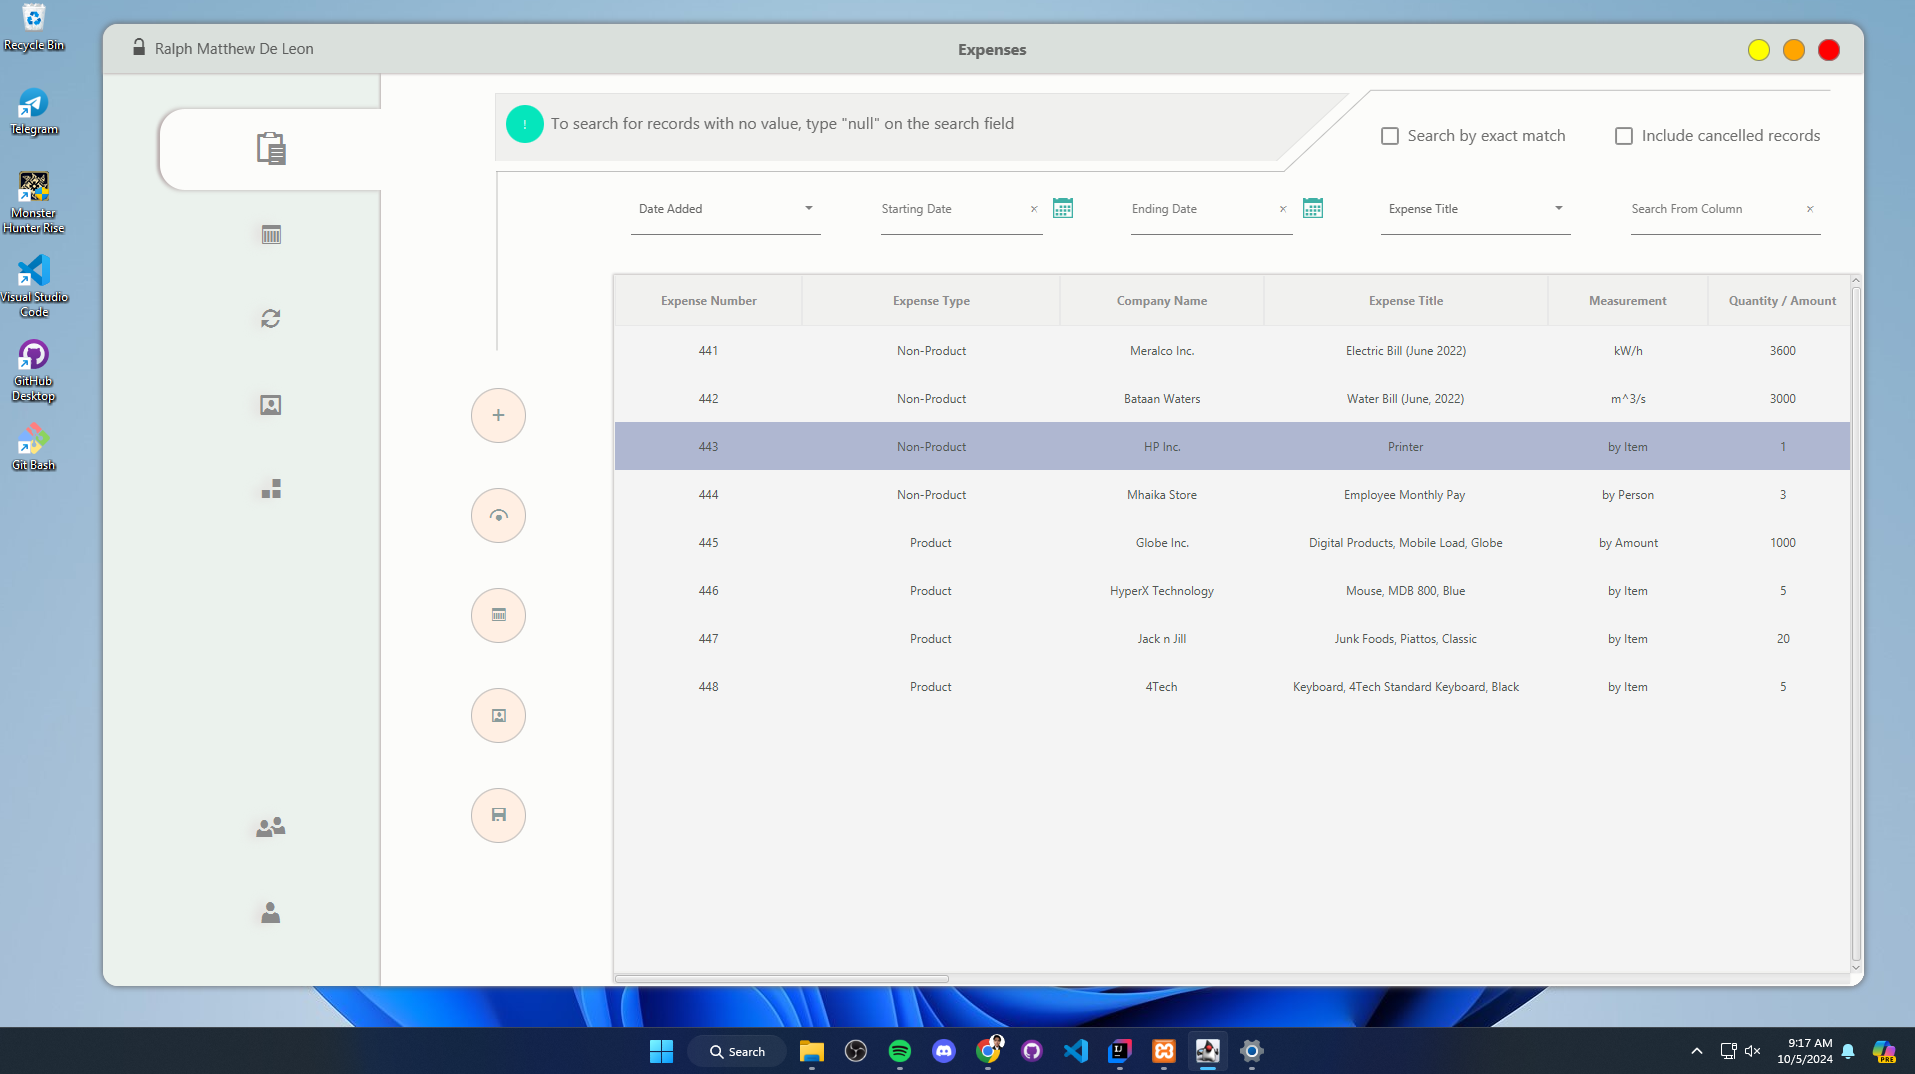 Recycle Bin
Telegram
Monster
Hunter Rise
Visual Studio
Code
GitHub
Desktop
Git Bash
Ralph Matthew De Leon
Expenses
! To search for records with no value, type "null" on the search field
Search by exact match
Include cancelled records
Date Added
Starting Date ×
Ending Date ×
Expense Title
Search From Column ×
Expense Number Expense Type Company Name Expense Title Measurement Quantity / Amount
441 Non-Product Meralco Inc. Electric Bill (June 2022) kW/h 3600
442 Non-Product Bataan Waters Water Bill (June, 2022) m^3/s 3000
443 Non-Product HP Inc. Printer by Item 1
444 Non-Product Mhaika Store Employee Monthly Pay by Person 3
445 Product Globe Inc. Digital Products, Mobile Load, Globe by Amount 1000
446 Product HyperX Technology Mouse, MDB 800, Blue by Item 5
447 Product Jack n Jill Junk Foods, Piattos, Classic by Item 20
448 Product 4Tech Keyboard, 4Tech Standard Keyboard, Black by Item 5
Search
9:17 AM
10/5/2024
PRE